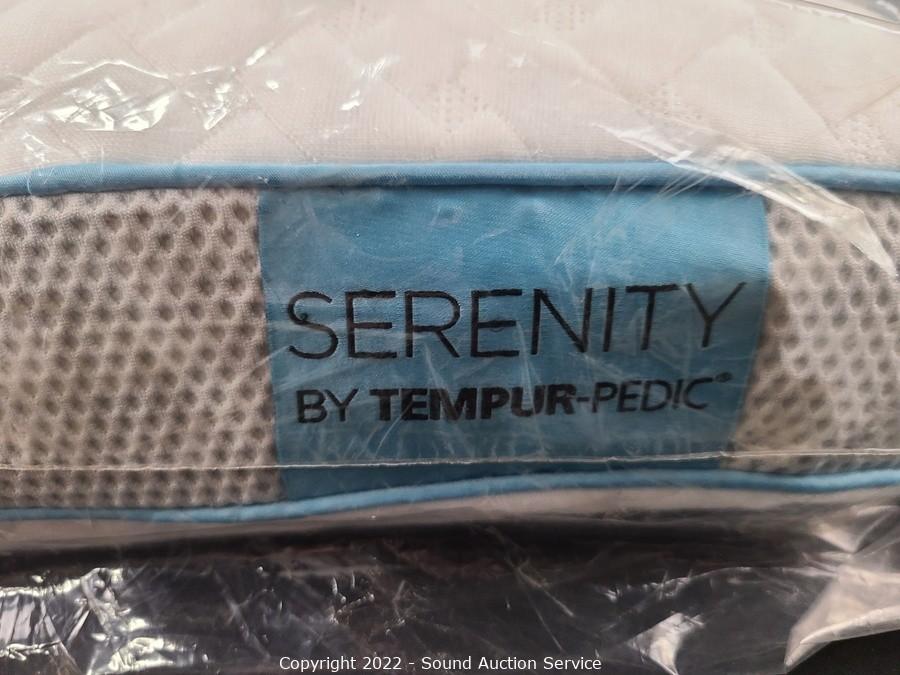 SERENITY
BY TEMPUR-PEDIC®
Copyright 2022 - Sound Auction Service